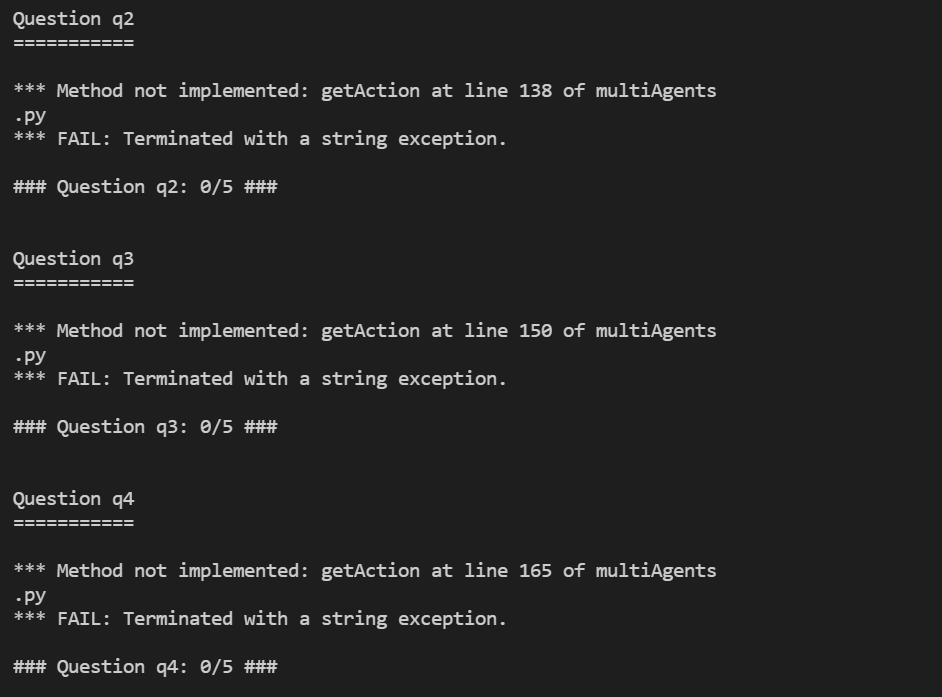 Question q2
===========
*** Method not implemented: getAction at line 138 of multiAgents
.py
*** FAIL: Terminated with a string exception.
### Question q2: 0/5 ###
Question q3
===========
*** Method not implemented: getAction at line 150 of multiAgents
.py
*** FAIL: Terminated with a string exception.
### Question q3: 0/5 ###
Question q4
===========
*** Method not implemented: getAction at line 165 of multiAgents
.py
*** FAIL: Terminated with a string exception.
### Question q4: 0/5 ###